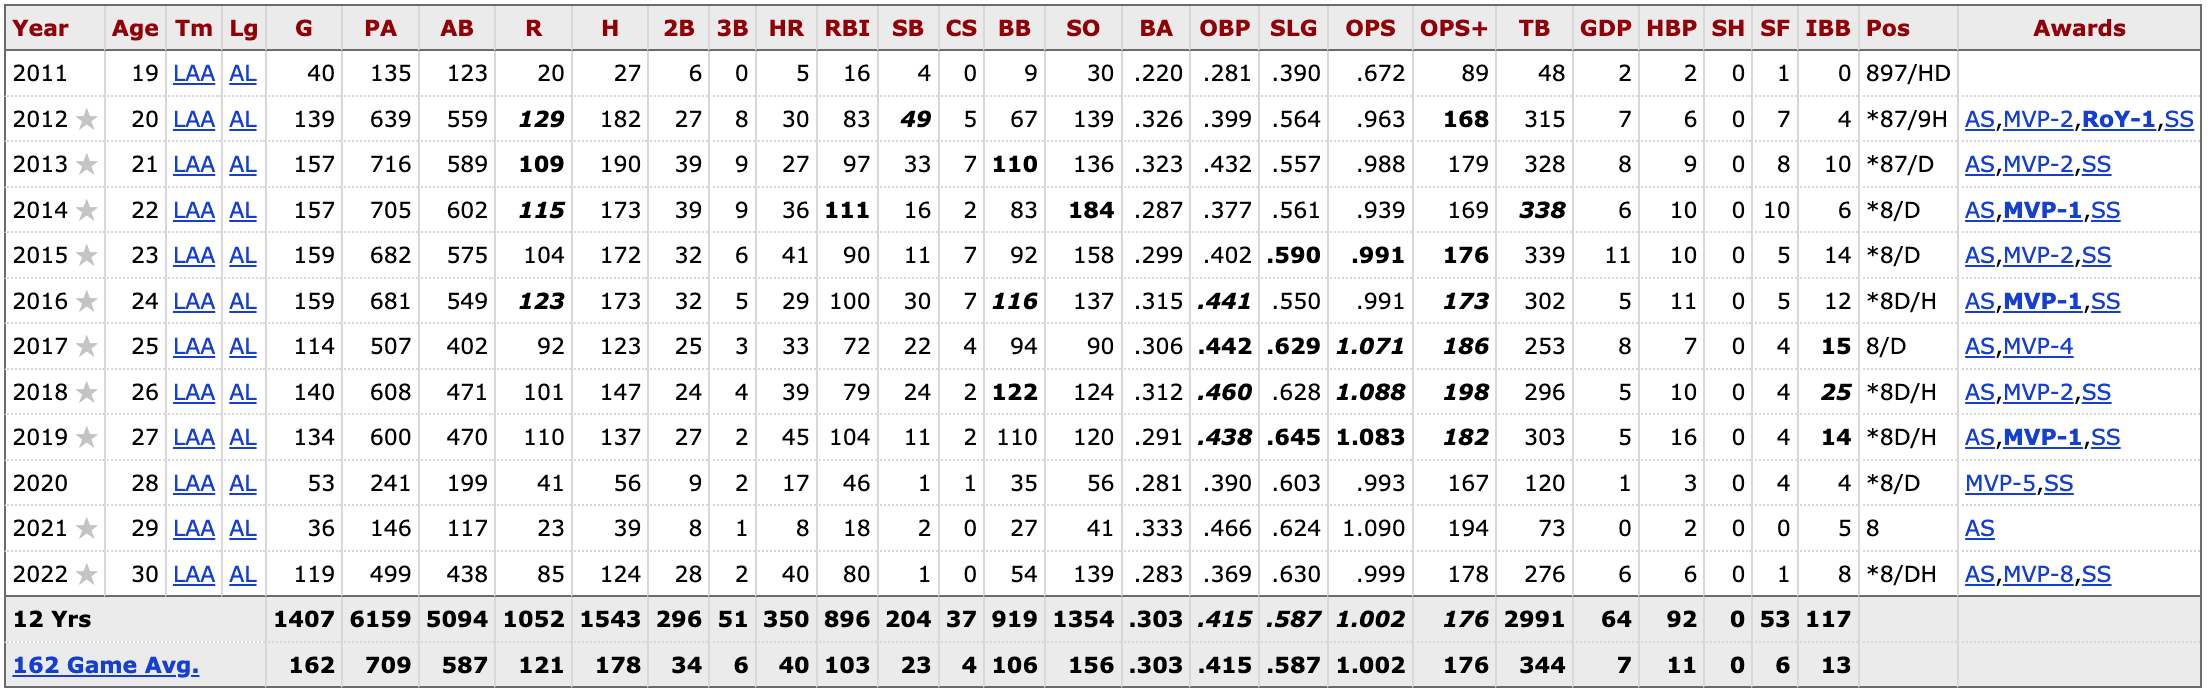 Year Age Tm Lg G PA AB R H 2B 3B HR RBI SB CS BB SO BA OBP SLG OPS OPS+ TB GDP HBP SH SF IBB Pos Awards
2011 19 LAA AL 40 135 123 20 27 6 0 5 16 4 0 9 30 .220 .281 .390 .672 89 48 2 2 0 1 0 897/HD
2012 ★ 20 LAA AL 139 639 559 129 182 27 8 30 83 49 5 67 139 .326 .399 .564 .963 168 315 7 6 0 7 4 *87/9H AS,MVP-2,RoY-1,SS
2013 ★ 21 LAA AL 157 716 589 109 190 39 9 27 97 33 7 110 136 .323 .432 .557 .988 179 328 8 9 0 8 10 *87/D AS,MVP-2,SS
2014 ★ 22 LAA AL 157 705 602 115 173 39 9 36 111 16 2 83 184 .287 .377 .561 .939 169 338 6 10 0 10 6 *8/D AS,MVP-1,SS
2015 ★ 23 LAA AL 159 682 575 104 172 32 6 41 90 11 7 92 158 .299 .402 .590 .991 176 339 11 10 0 5 14 *8/D AS,MVP-2,SS
2016 ★ 24 LAA AL 159 681 549 123 173 32 5 29 100 30 7 116 137 .315 .441 .550 .991 173 302 5 11 0 5 12 *8D/H AS,MVP-1,SS
2017 ★ 25 LAA AL 114 507 402 92 123 25 3 33 72 22 4 94 90 .306 .442 .629 1.071 186 253 8 7 0 4 15 8/D AS,MVP-4
2018 ★ 26 LAA AL 140 608 471 101 147 24 4 39 79 24 2 122 124 .312 .460 .628 1.088 198 296 5 10 0 4 25 *8D/H AS,MVP-2,SS
2019 ★ 27 LAA AL 134 600 470 110 137 27 2 45 104 11 2 110 120 .291 .438 .645 1.083 182 303 5 16 0 4 14 *8D/H AS,MVP-1,SS
2020 28 LAA AL 53 241 199 41 56 9 2 17 46 1 1 35 56 .281 .390 .603 .993 167 120 1 3 0 4 4 *8/D MVP-5,SS
2021 ★ 29 LAA AL 36 146 117 23 39 8 1 8 18 2 0 27 41 .333 .466 .624 1.090 194 73 0 2 0 0 5 8 AS
2022 ★ 30 LAA AL 119 499 438 85 124 28 2 40 80 1 0 54 139 .283 .369 .630 .999 178 276 6 6 0 1 8 *8/DH AS,MVP-8,SS
12 Yrs 1407 6159 5094 1052 1543 296 51 350 896 204 37 919 1354 .303 .415 .587 1.002 176 2991 64 92 0 53 117
162 Game Avg. 162 709 587 121 178 34 6 40 103 23 4 106 156 .303 .415 .587 1.002 176 344 7 11 0 6 13